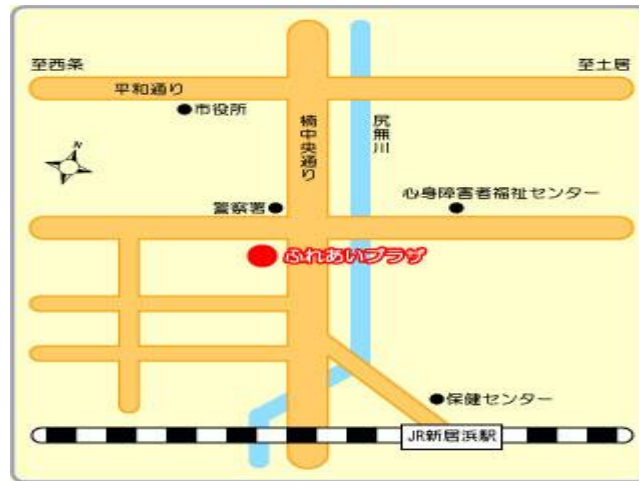 至西条
至土居
平和通り
市役所
N
楠中央通り
尻無川
警察署
心身障害者福祉センター
ふれあいプラザ
保健センター
JR新居浜駅